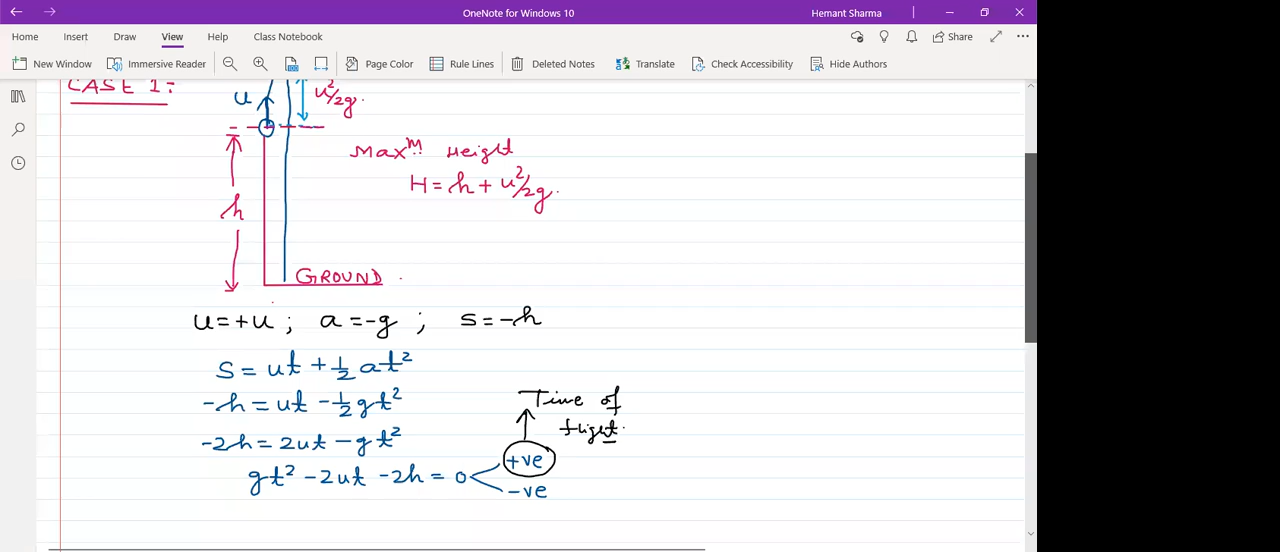 OneNote for Windows 10
Hemant Sharma
Home Insert Draw View Help Class Notebook Share
New Window Immersive Reader Page Color Rule Lines Deleted Notes Translate Check Accessibility Hide Authors
CASE 1:
u
u²/2g.
Maxᵐ Height
H = h + u²/2g.
h
GROUND.
u = +u ; a = -g ; s = -h
S = ut + 1/2 at²
-h = ut - 1/2 gt²
Time of
flight.
-2h = 2ut - gt²
+ve
gt² - 2ut - 2h = 0
-ve